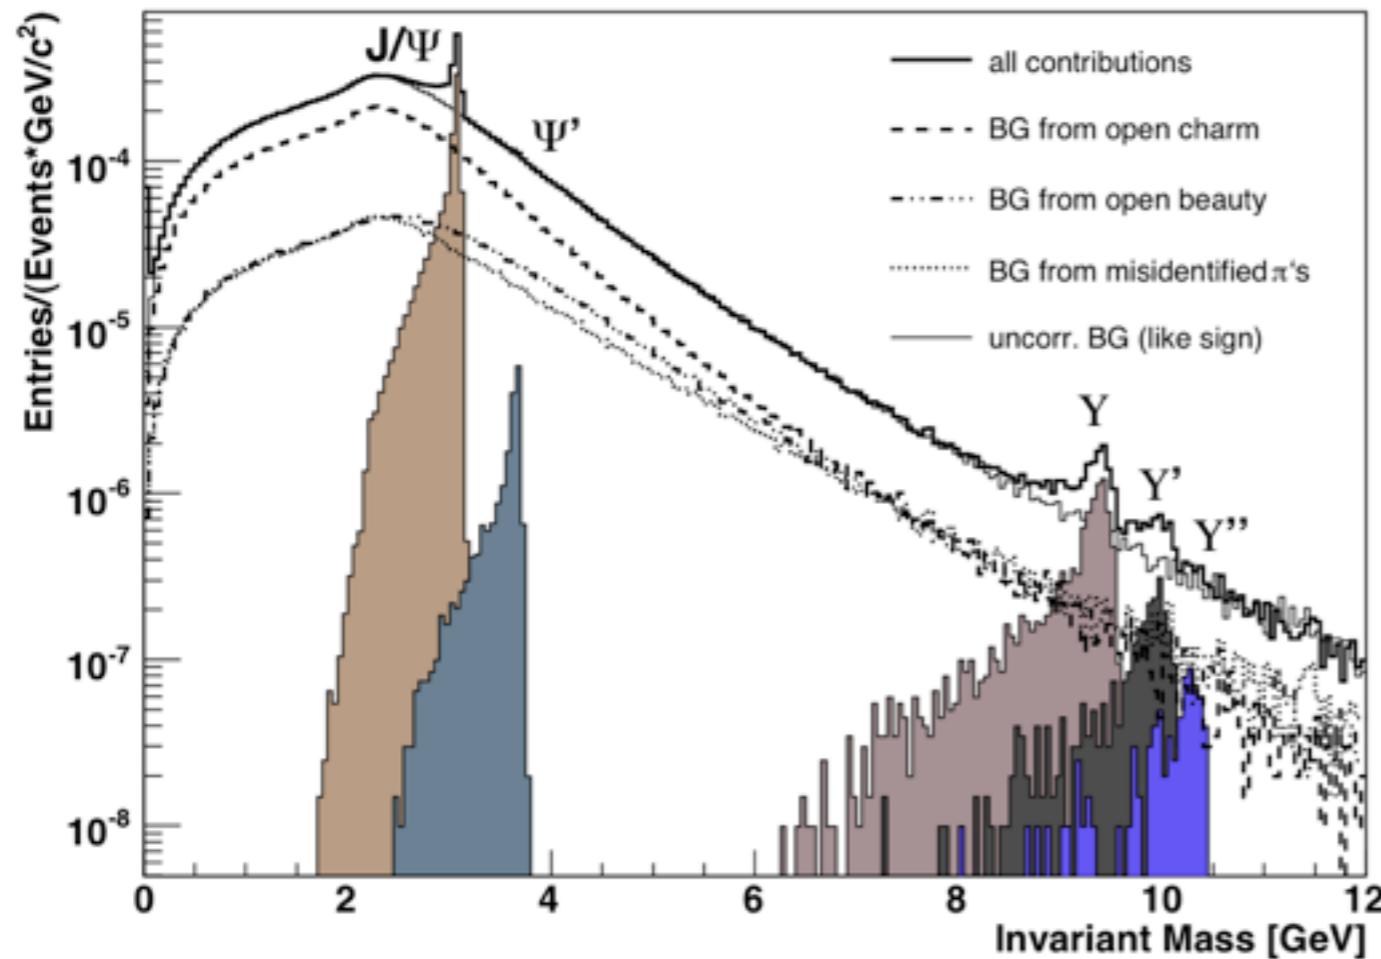 Entries/(Events*GeV/c²)
10⁻⁴
10⁻⁵
10⁻⁶
10⁻⁷
10⁻⁸
J/Ψ
Ψ'
all contributions
BG from open charm
BG from open beauty
BG from misidentified π's
uncorr. BG (like sign)
Υ
Υ'
Υ''
0 2 4 6 8 10 12
Invariant Mass [GeV]